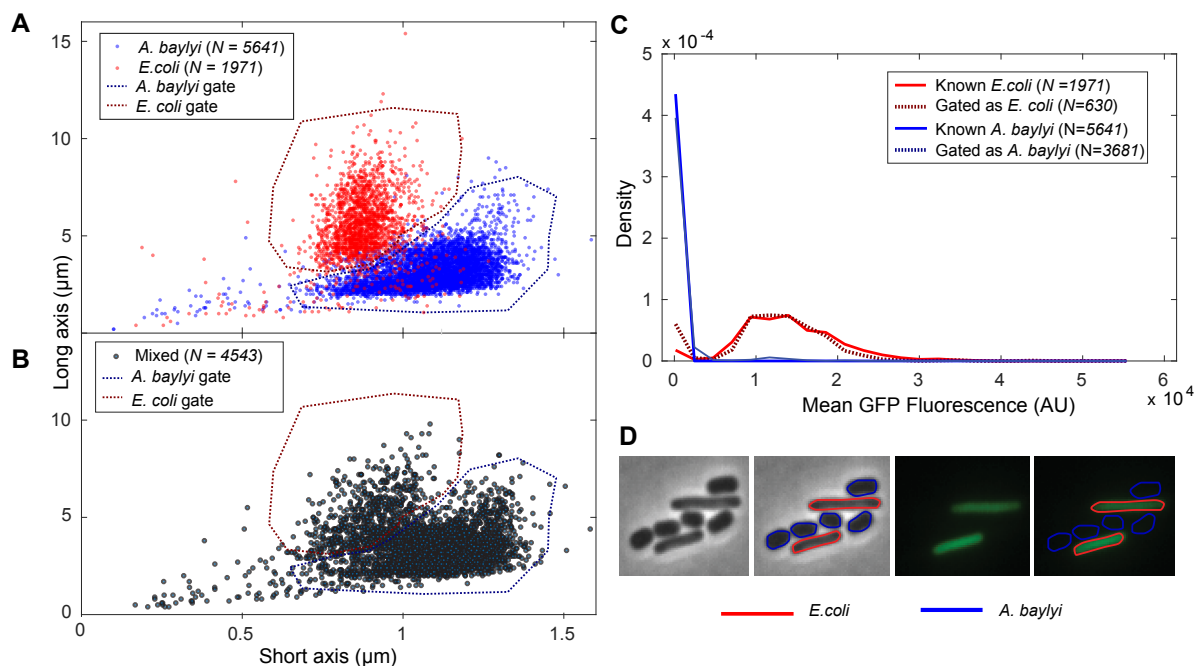 A
15
10
5
A. baylyi (N = 5641)
E.coli (N = 1971)
A. baylyi gate
E. coli gate
Long axis (µm)
B
10
5
0
Mixed (N = 4543)
A. baylyi gate
E. coli gate
0 0.5 1 1.5
Short axis (µm)
C
x 10-4
5
4
3
2
1
0
Density
Known E.coli (N =1971)
Gated as E. coli (N=630)
Known A. baylyi (N=5641)
Gated as A. baylyi (N=3681)
0 1 2 3 4 5 6
x 10 4
Mean GFP Fluorescence (AU)
D
E.coli A. baylyi